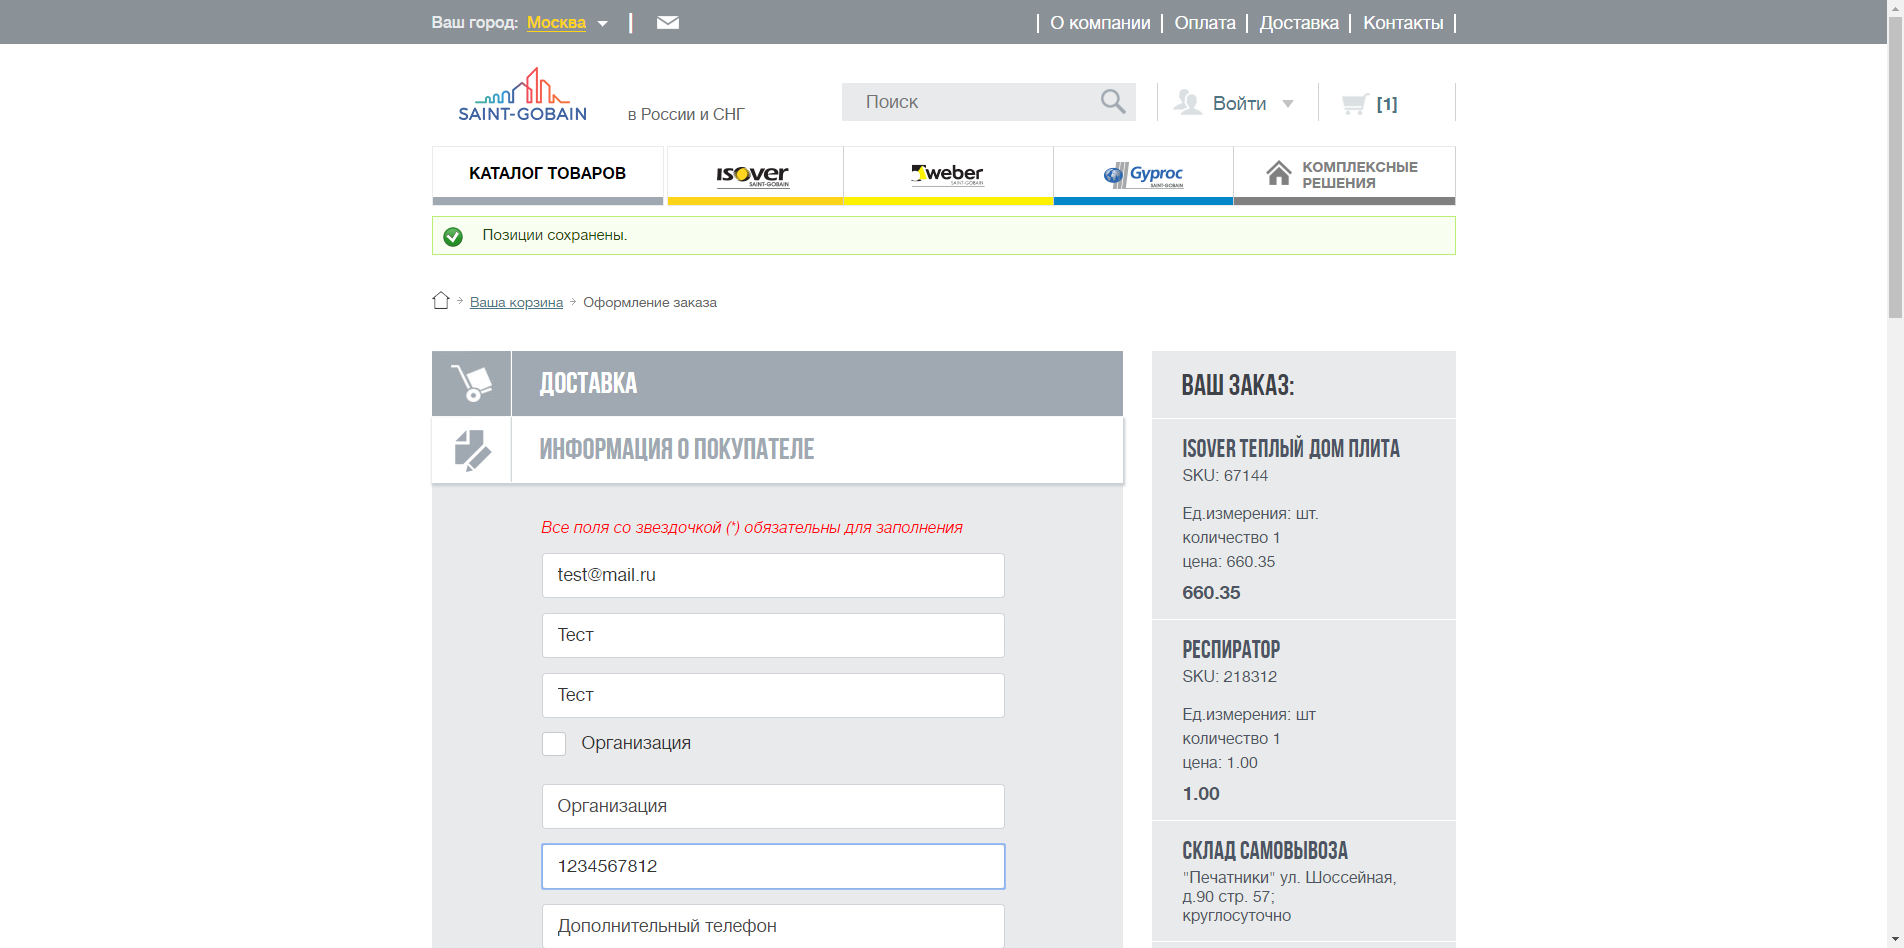 Ваш город: Москва
О компании
Оплата
Доставка
Контакты
SAINT-GOBAIN
в России и СНГ
Поиск
Войти
[1]
КАТАЛОГ ТОВАРОВ
isover
SAINT-GOBAIN
weber
SAINT-GOBAIN
Gyproc
SAINT-GOBAIN
КОМПЛЕКСНЫЕ
РЕШЕНИЯ
Позиции сохранены.
Ваша корзина
Оформление заказа
ДОСТАВКА
ИНФОРМАЦИЯ О ПОКУПАТЕЛЕ
Все поля со звездочкой (*) обязательны для заполнения
test@mail.ru
Тест
Тест
Организация
Организация
1234567812
Дополнительный телефон
ВАШ ЗАКАЗ:
ISOVER ТЕПЛЫЙ ДОМ ПЛИТА
SKU: 67144
Ед.измерения: шт.
количество 1
цена: 660.35
660.35
РЕСПИРАТОР
SKU: 218312
Ед.измерения: шт
количество 1
цена: 1.00
1.00
СКЛАД САМОВЫВОЗА
"Печатники" ул. Шоссейная,
д.90 стр. 57;
круглосуточно